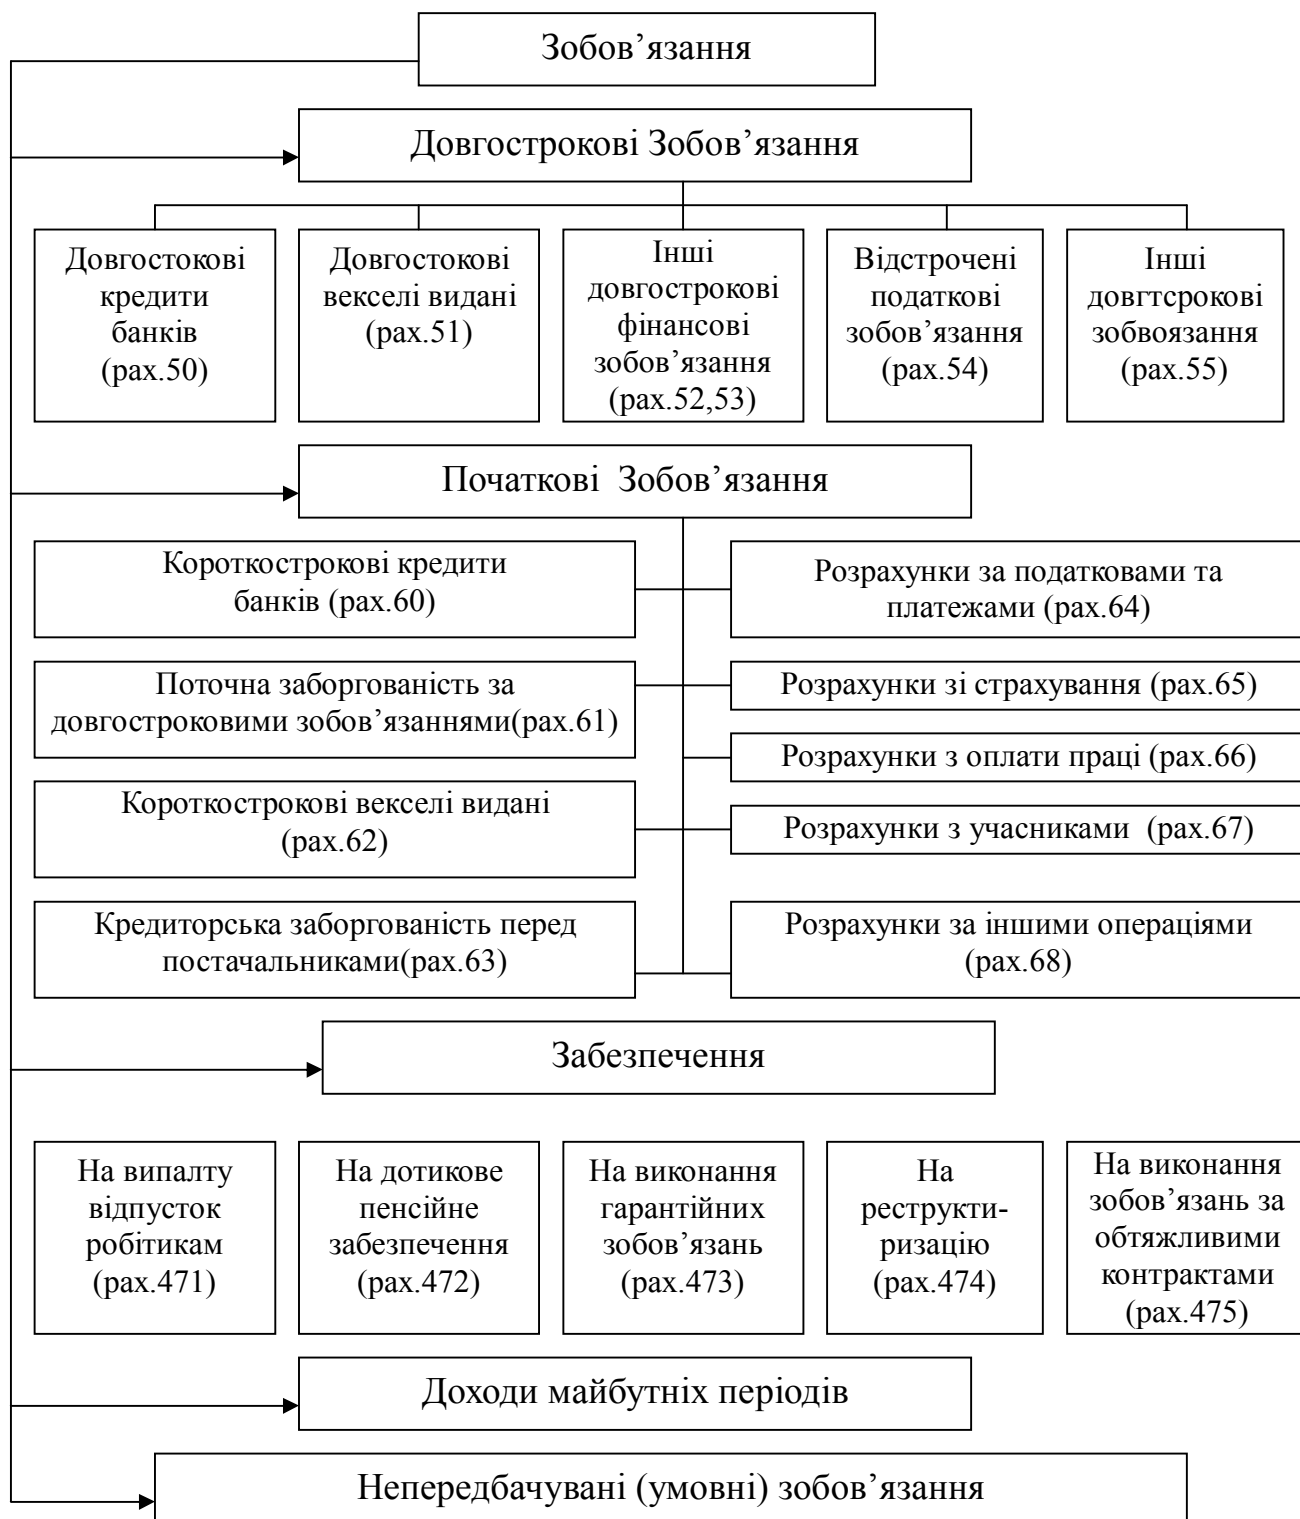 Зобов’язання
Довгострокові Зобов’язання
Довгостокові
кредити
банків
(рах.50)
Довгостокові
векселі видані
(рах.51)
Інші
довгострокові
фінансові
зобов’язання
(рах.52,53)
Відстрочені
податкові
зобов’язання
(рах.54)
Інші
довгтсрокові
зобвоязання
(рах.55)
Початкові Зобов’язання
Короткострокові кредити
банків (рах.60)
Розрахунки за податковами та
платежами (рах.64)
Поточна заборгованість за
довгостроковими зобов’язаннями(рах.61)
Розрахунки зі страхування (рах.65)
Розрахунки з оплати праці (рах.66)
Короткострокові векселі видані
(рах.62)
Розрахунки з учасниками (рах.67)
Кредиторська заборгованість перед
постачальниками(рах.63)
Розрахунки за іншими операціями
(рах.68)
Забезпечення
На випалту
відпусток
робітикам
(рах.471)
На дотикове
пенсійне
забезпечення
(рах.472)
На виконання
гарантійних
зобов’язань
(рах.473)
На
реструкти-
ризацію
(рах.474)
На виконання
зобов’язань за
обтяжливими
контрактами
(рах.475)
Доходи майбутніх періодів
Непередбачувані (умовні) зобов’язання